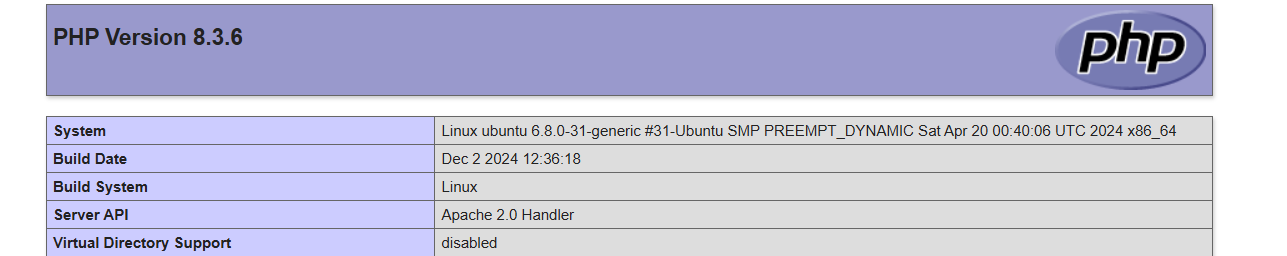 PHP Version 8.3.6
php
System Linux ubuntu 6.8.0-31-generic #31-Ubuntu SMP PREEMPT_DYNAMIC Sat Apr 20 00:40:06 UTC 2024 x86_64
Build Date Dec 2 2024 12:36:18
Build System Linux
Server API Apache 2.0 Handler
Virtual Directory Support disabled